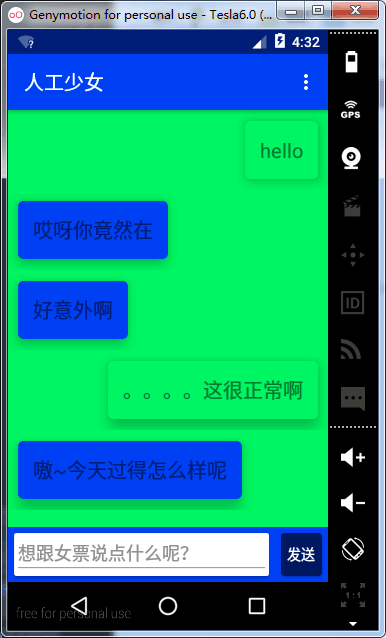 Genymotion for personal use - Tesla6.0 (...
4:32
人工少女
hello
哎呀你竟然在
好意外啊
。。。。这很正常啊
嗷~今天过得怎么样呢
想跟女票说点什么呢?
发送
free for personal use
GPS
ID
1:1